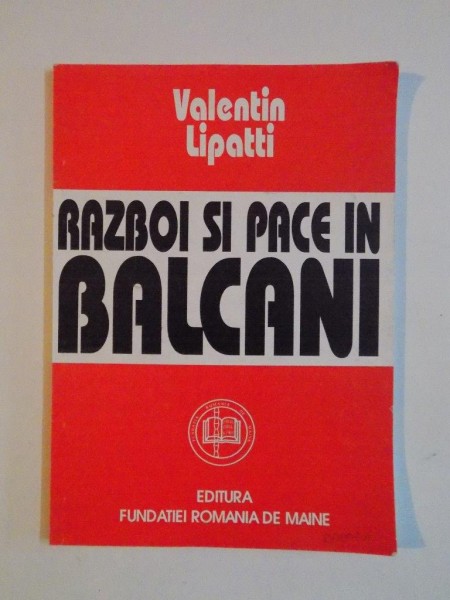 Valentin
Lipatti
RAZBOI SI PACE IN
BALCANI
EDITURA
FUNDATIEI ROMANIA DE MAINE